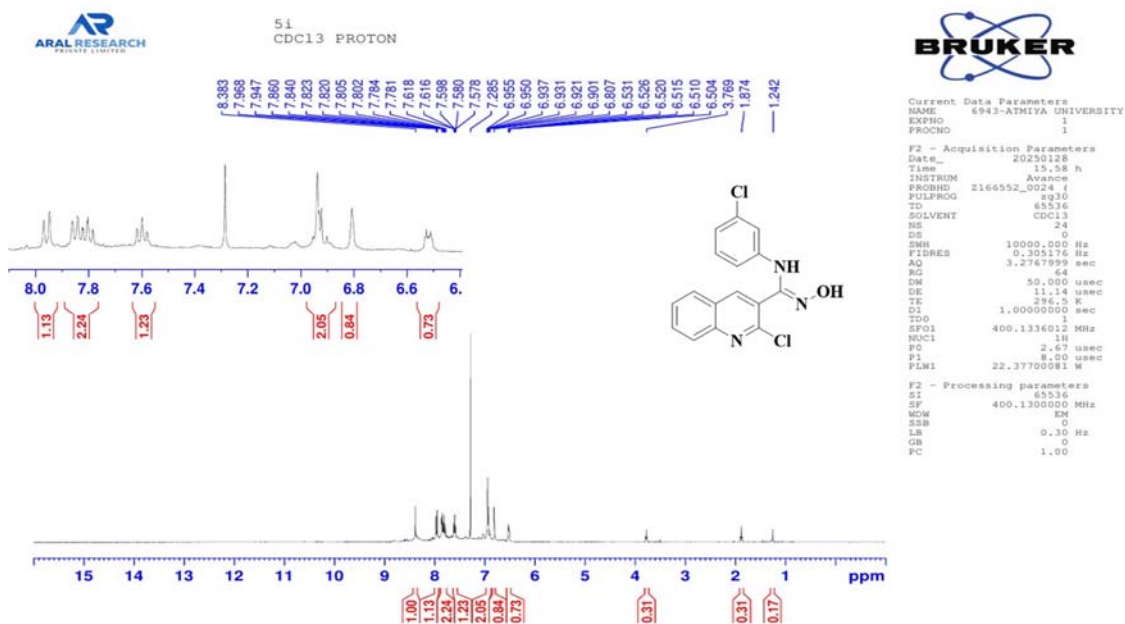 ARAL RESEARCH
PRIVATE LIMITED
5i
CDCl3 PROTON
8.383
7.968
7.947
7.860
7.840
7.823
7.820
7.805
7.802
7.784
7.781
7.618
7.616
7.598
7.580
7.578
7.285
6.955
6.950
6.937
6.931
6.921
6.901
6.807
6.531
6.526
6.520
6.515
6.510
6.504
3.769
1.874
1.242
8.0 7.8 7.6 7.4 7.2 7.0 6.8 6.6 6.
1.13 2.24 1.23 2.05 0.84 0.73
Cl
NH
N OH
N Cl
15 14 13 12 11 10 9 8 7 6 5 4 3 2 1 ppm
1.00 1.13 2.24 1.23 2.05 0.84 0.73 0.31 0.31 0.17
BRUKER
Current Data Parameters
NAME 6943-ATMIYA UNIVERSITY
EXPNO 1
PROCNO 1
F2 - Acquisition Parameters
Date_ 20250128
Time 15.58 h
INSTRUM Avance
PROBHD Z166552_0024 (
PULPROG zg30
TD 65536
SOLVENT CDCl3
NS 24
DS 0
SWH 10000.000 Hz
FIDRES 0.305176 Hz
AQ 3.2767999 sec
RG 64
DW 50.000 usec
DE 11.14 usec
TE 296.5 K
D1 1.00000000 sec
TD0 1
SFO1 400.1336012 MHz
NUC1 1H
P0 2.67 usec
P1 8.00 usec
PLW1 22.37700081 W
F2 - Processing parameters
SI 65536
SF 400.1300000 MHz
WDW EM
SSB 0
LB 0.30 Hz
GB 0
PC 1.00